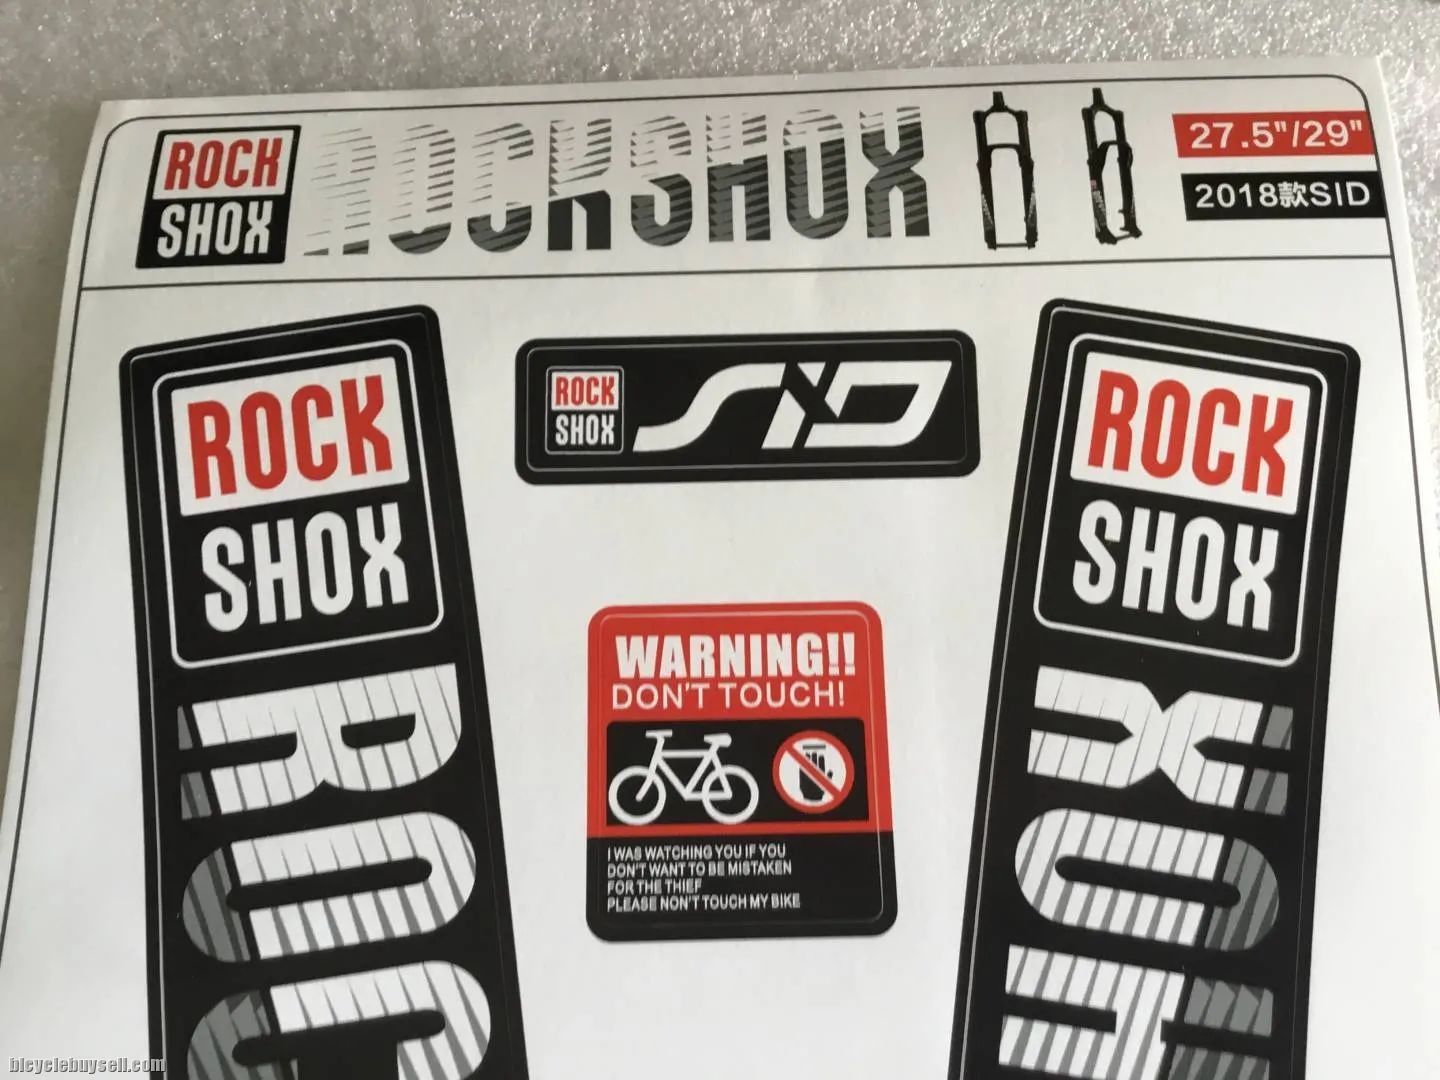 ROCK
SHOX
ROCKSHOX
27.5"/29"
2018款SID
ROCK
SHOX
ROC
ROCK
SHOX
SID
ROCK
SHOX
XOH
WARNING!!
DON'T TOUCH!
I WAS WATCHING YOU IF YOU
DON'T WANT TO BE MISTAKEN
FOR THE THIEF
PLEASE NON'T TOUCH MY BIKE
bicyclebuysell.com